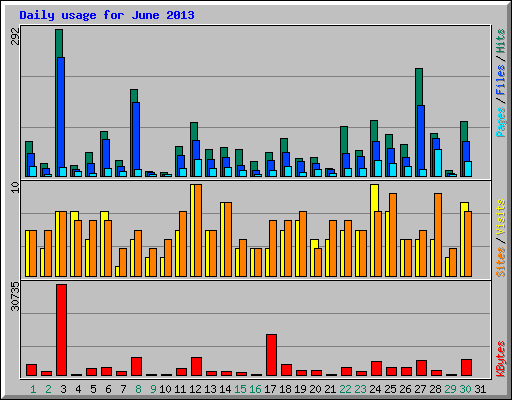 Daily usage for June 2013
292
Pages / Files / Hits
10
Sites / Visits
30735
KBytes
1 2 3 4 5 6 7 8 9 10 11 12 13 14 15 16 17 18 19 20 21 22 23 24 25 26 27 28 29 30 31